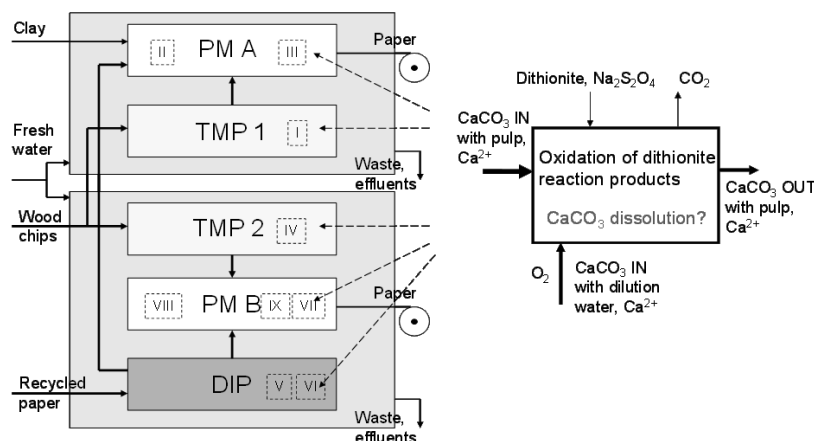 Clay
II
PM A
III
Paper
TMP 1
I
Fresh
water
Waste,
effluents
Wood
chips
TMP 2
IV
VIII
PM B
IX
VII
Paper
Recycled
paper
DIP
V
VI
Waste,
effluents
Dithionite, Na₂S₂O₄
CO₂
CaCO₃ IN
with pulp,
Ca²⁺
Oxidation of dithionite
reaction products
CaCO₃ dissolution?
CaCO₃ OUT
with pulp,
Ca²⁺
O₂
CaCO₃ IN
with dilution
water, Ca²⁺